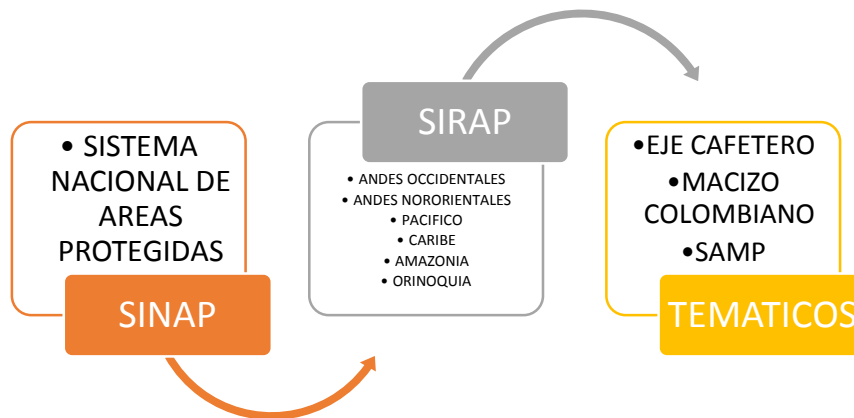 • SISTEMA
NACIONAL DE
AREAS
PROTEGIDAS
SINAP
SIRAP
• ANDES OCCIDENTALES
• ANDES NORORIENTALES
• PACIFICO
• CARIBE
• AMAZONIA
• ORINOQUIA
•EJE CAFETERO
•MACIZO
COLOMBIANO
•SAMP
TEMATICOS